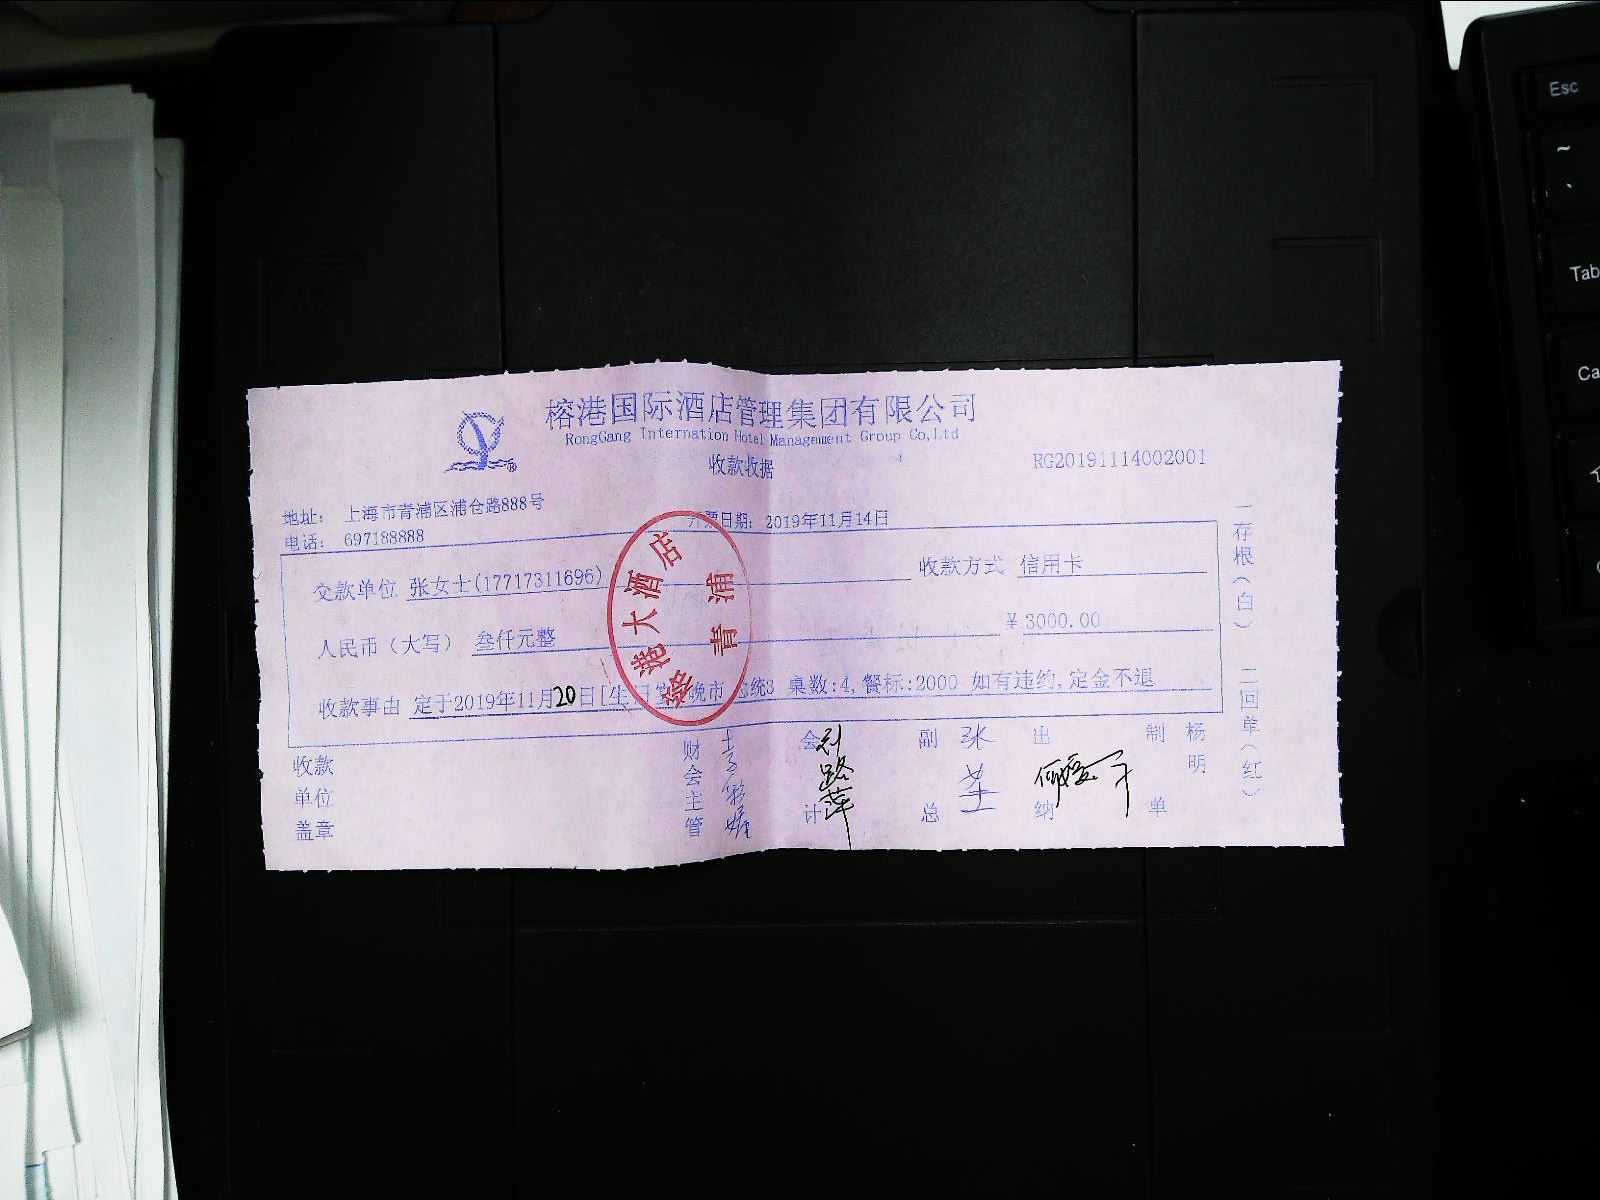 榕港国际酒店管理集团有限公司
RongGang Internation Hotel Management Group Co,Ltd
收款收据
RG20191114002001
地址： 上海市青浦区浦仓路888号
电话： 697188888
开票日期：2019年11月14日
交款单位 张女士(17717311696)
收款方式 信用卡
人民币（大写） 叁仟元整
￥3000.00
收款事由 定于2019年11月20日[生日宴 晚市 总统3 桌数:4,餐标:2000 如有违约,定金不退
榕港大酒店
青浦
收款单位盖章
财会主管
会计
副总
出纳
制单
杨明
一存根（白）
二回单（红）
Esc
~
`
Tab
Ca